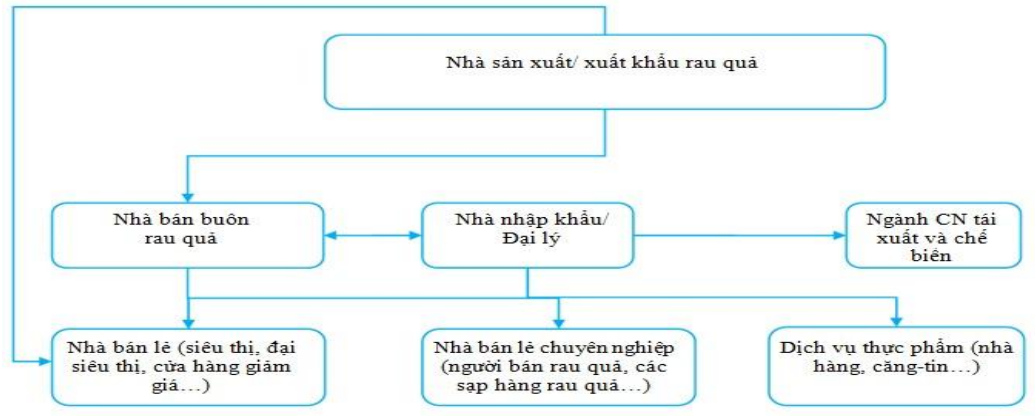 Nhà sản xuất/ xuất khẩu rau quả
Nhà bán buôn
rau quả
Nhà nhập khẩu/
Đại lý
Ngành CN tái
xuất và chế
biến
Nhà bán lẻ (siêu thị, đại
siêu thị, cửa hàng giảm
giá...)
Nhà bán lẻ chuyên nghiệp
(người bán rau quả, các
sạp hàng rau quả...)
Dịch vụ thực phẩm (nhà
hàng, căng-tin...)